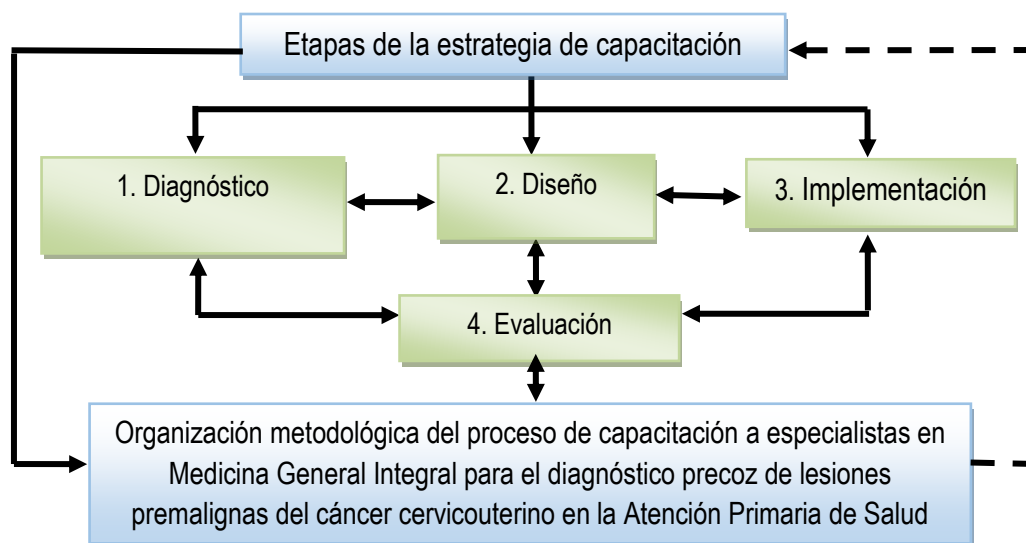 Etapas de la estrategia de capacitación
1. Diagnóstico
2. Diseño
3. Implementación
4. Evaluación
Organización metodológica del proceso de capacitación a especialistas en
Medicina General Integral para el diagnóstico precoz de lesiones
premalignas del cáncer cervicouterino en la Atención Primaria de Salud